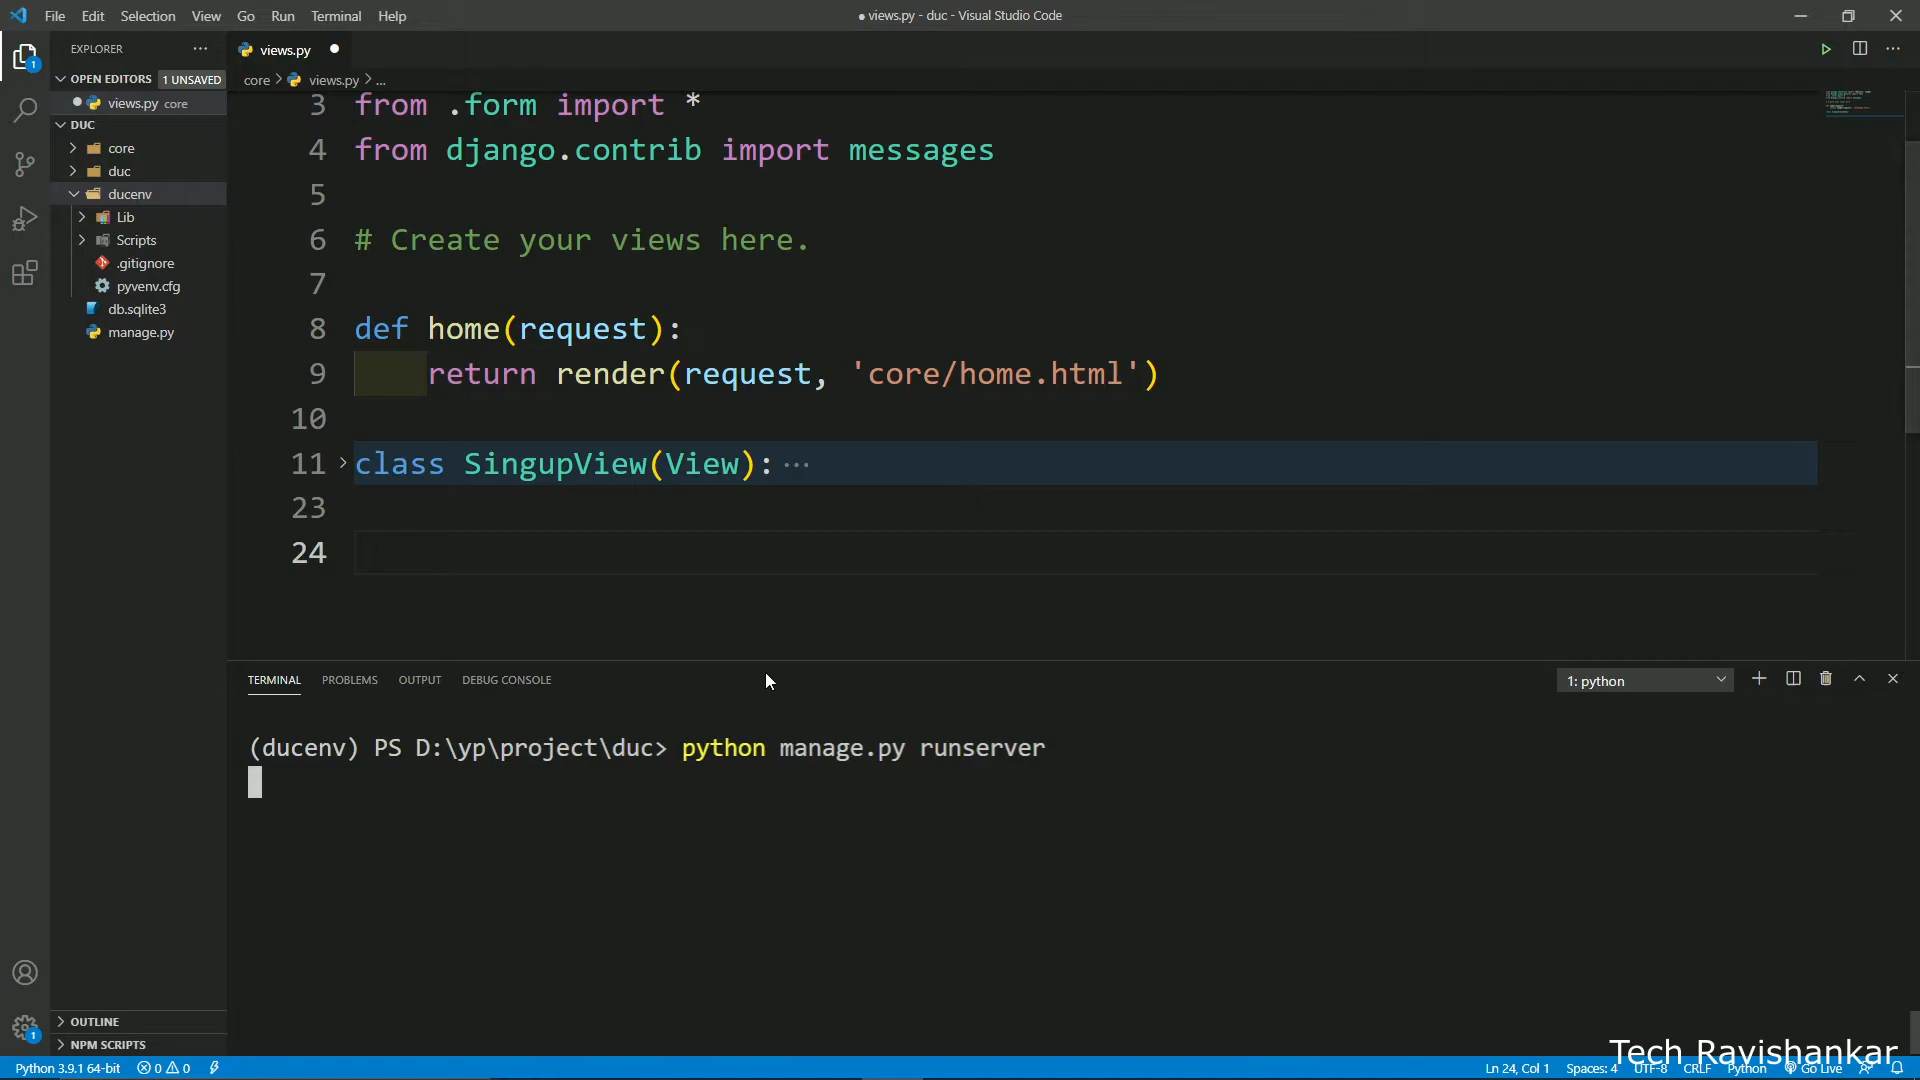 File Edit Selection View Go Run Terminal Help
● views.py - duc - Visual Studio Code
EXPLORER ···
views.py ●
OPEN EDITORS 1 UNSAVED
core > views.py > ...
views.py core
DUC
core
duc
ducenv
Lib
Scripts
.gitignore
pyvenv.cfg
db.sqlite3
manage.py
3 from .form import *
4 from django.contrib import messages
5
6 # Create your views here.
7
8 def home(request):
9 return render(request, 'core/home.html')
10
11 class SingupView(View): ···
23
24
TERMINAL PROBLEMS OUTPUT DEBUG CONSOLE
1: python
(ducenv) PS D:\yp\project\duc> python manage.py runserver
OUTLINE
NPM SCRIPTS
1
1
Tech Ravishankar
Python 3.9.1 64-bit 0 0
Ln 24, Col 1 Spaces: 4 UTF-8 CRLF Python Go Live